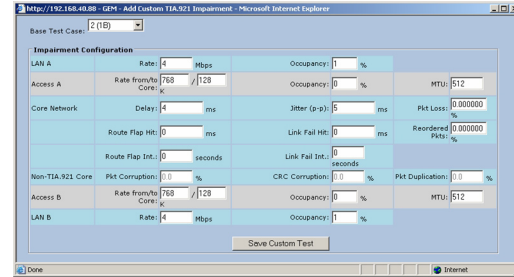 http://192.168.40.88 - GEM - Add Custom TIA.921 Impairment - Microsoft Internet Explorer
Base Test Case: 2 (1B)
Impairment Configuration
LAN A Rate: 4 Mbps Occupancy: 1 %
Access A Rate from/to Core: 768 / 128 K Occupancy: 0 % MTU: 512
Core Network Delay: 4 ms Jitter (p-p): 5 ms Pkt Loss: 0.000000 %
Route Flap Hit: 0 ms Link Fail Hit: 0 ms Reordered Pkts: 0.000000 %
Route Flap Int.: 0 seconds Link Fail Int.: 0 seconds
Non-TIA.921 Core Pkt Corruption: 0.0 % CRC Corruption: 0.0 % Pkt Duplication: 0.0 %
Access B Rate from/to Core: 768 / 128 K Occupancy: 0 % MTU: 512
LAN B Rate: 4 Mbps Occupancy: 1 %
Save Custom Test
Done Internet